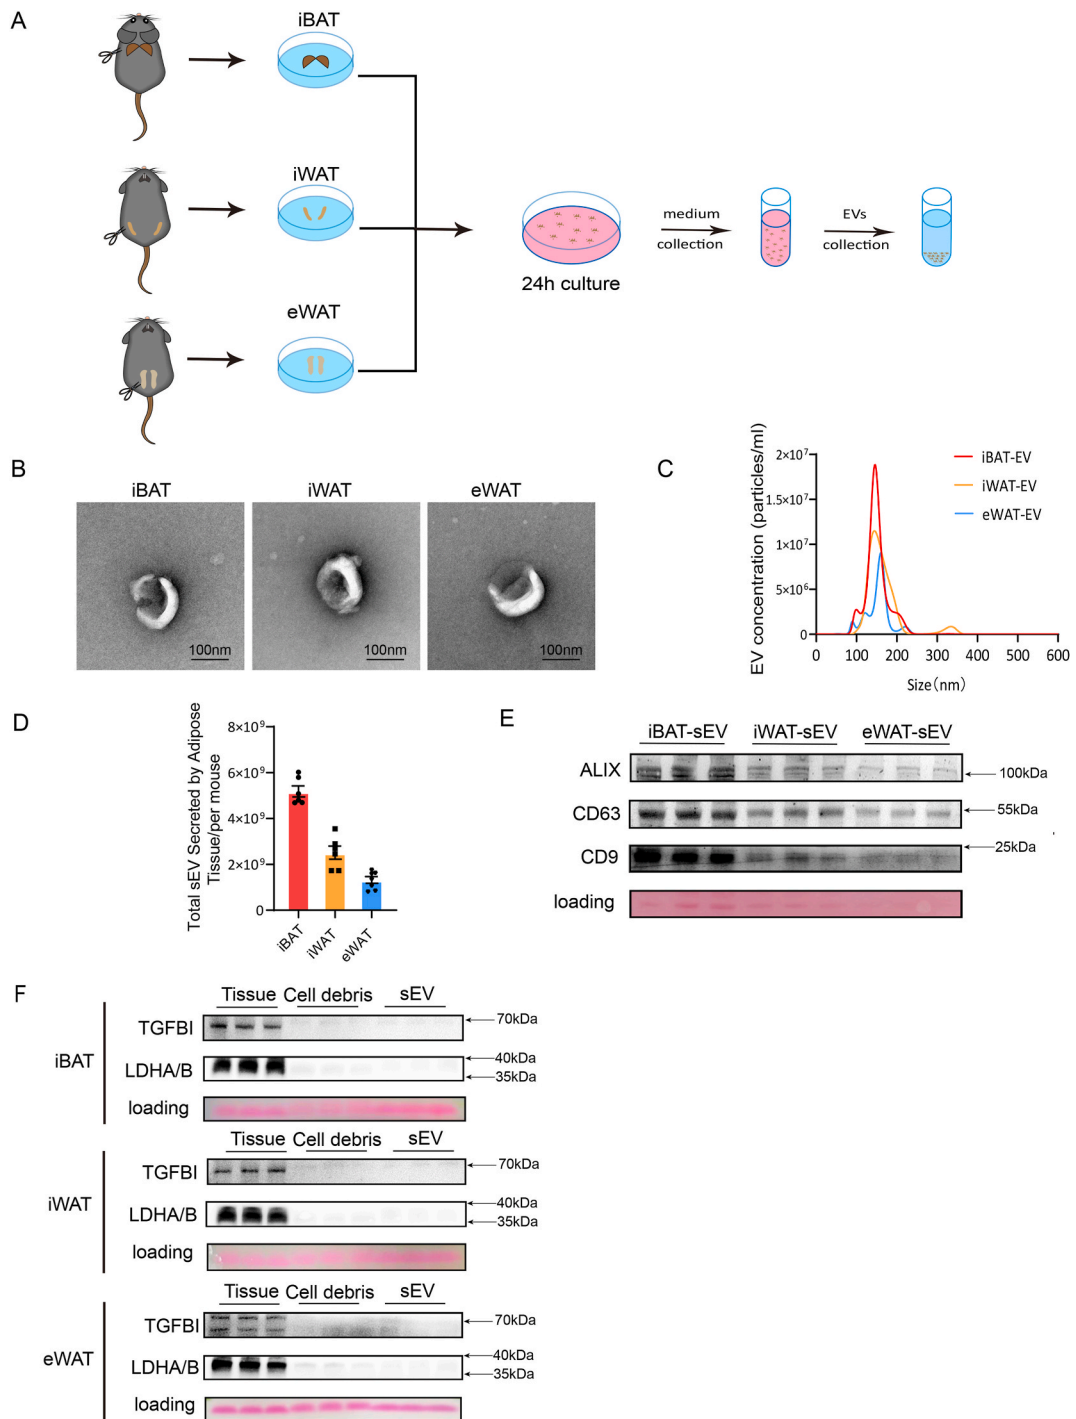 A
iBAT
iWAT
eWAT
24h culture
medium
collection
EVs
collection
B
iBAT
iWAT
eWAT
100nm
100nm
100nm
C
EV concentration (particles/ml)
2×10⁷
1.5×10⁷
1×10⁷
5×10⁶
0
0 100 200 300 400 500 600
Size(nm)
iBAT-EV
iWAT-EV
eWAT-EV
D
Total sEV Secreted by Adipose
Tissue/per mouse
8×10⁹
6×10⁹
4×10⁹
2×10⁹
0
iBAT
iWAT
eWAT
E
iBAT-sEV iWAT-sEV eWAT-sEV
ALIX
100kDa
CD63
55kDa
CD9
25kDa
loading
F
iBAT
Tissue Cell debris sEV
TGFBI
70kDa
LDHA/B
40kDa
35kDa
loading
iWAT
Tissue Cell debris sEV
TGFBI
70kDa
LDHA/B
40kDa
35kDa
loading
eWAT
Tissue Cell debris sEV
TGFBI
70kDa
LDHA/B
40kDa
35kDa
loading